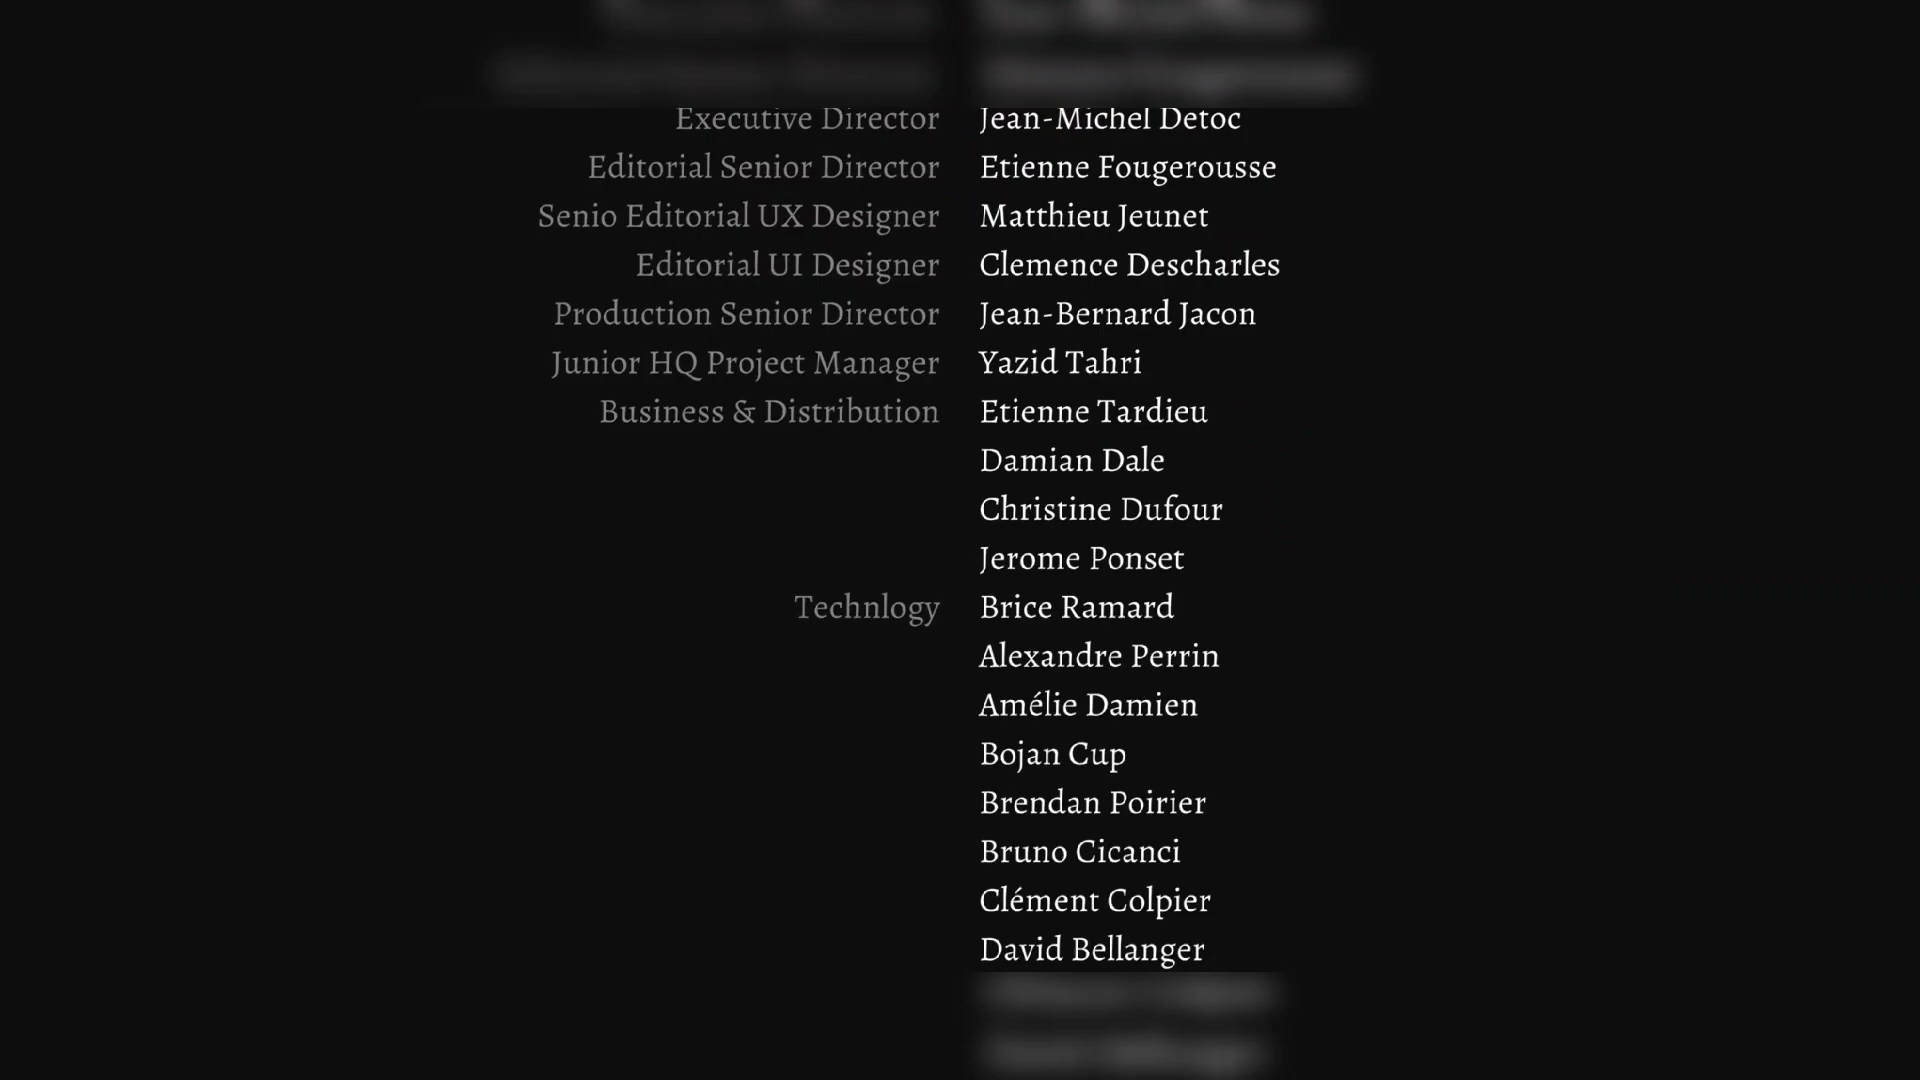 Executive Director Jean-Michel Detoc
Editorial Senior Director Etienne Fougerousse
Senio Editorial UX Designer Matthieu Jeunet
Editorial UI Designer Clemence Descharles
Production Senior Director Jean-Bernard Jacon
Junior HQ Project Manager Yazid Tahri
Business & Distribution Etienne Tardieu
Damian Dale
Christine Dufour
Jerome Ponset
Technlogy Brice Ramard
Alexandre Perrin
Amélie Damien
Bojan Cup
Brendan Poirier
Bruno Cicanci
Clément Colpier
David Bellanger